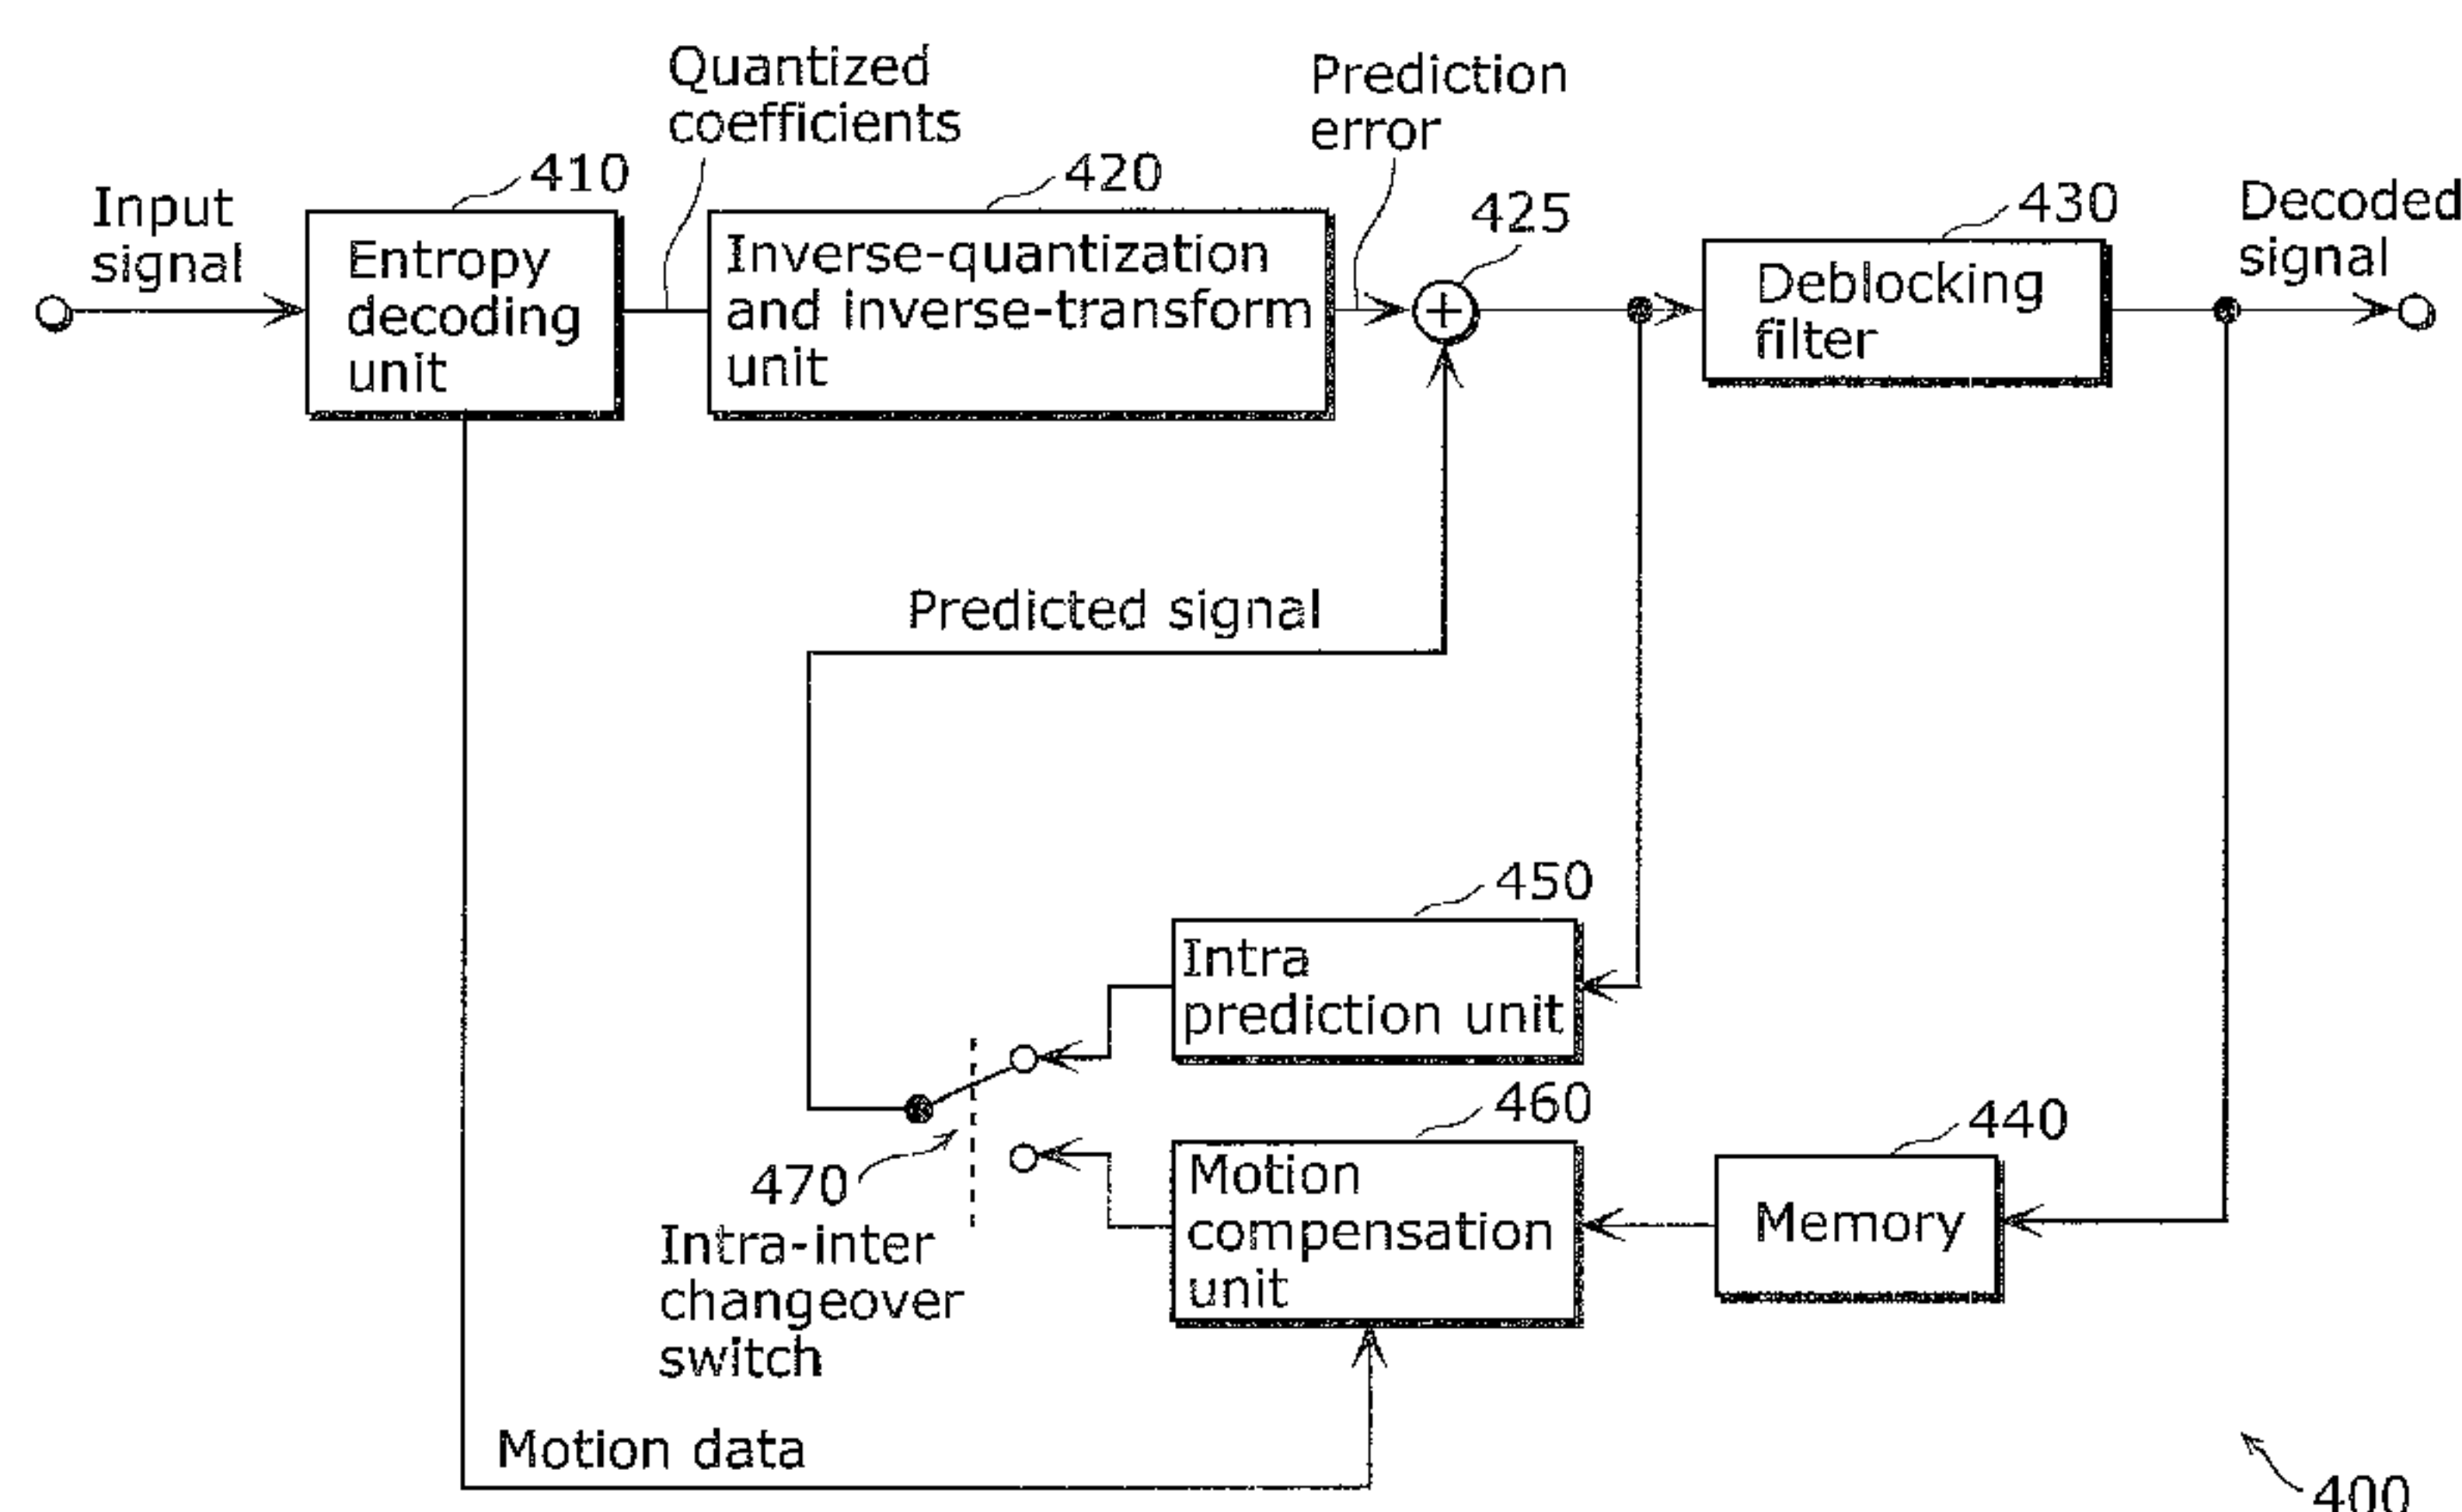 Quantized
coefficients
Prediction
error
410
420
425
430
Input
signal
Decoded
signal
Entropy
decoding
unit
Inverse-quantization
and inverse-transform
unit
+
Deblocking
filter
Predicted signal
450
Intra
prediction unit
460
440
470
Intra-inter
changeover
switch
Motion
compensation
unit
Memory
Motion data
400